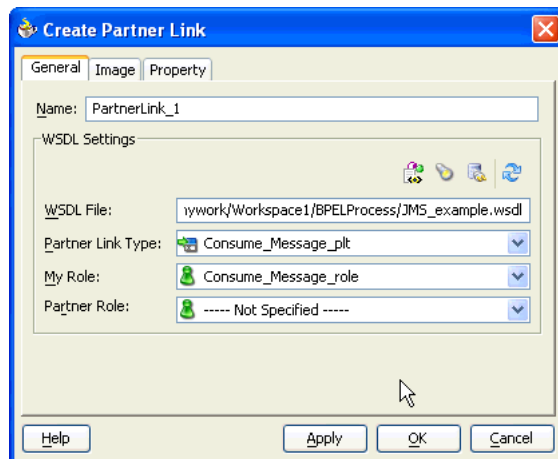 Create Partner Link
General Image Property
Name: PartnerLink_1
WSDL Settings
WSDL File: mywork/Workspace1/BPELProcess/JMS_example.wsdl
Partner Link Type: Consume_Message_plt
My Role: Consume_Message_role
Partner Role: ----- Not Specified -----
Help Apply OK Cancel